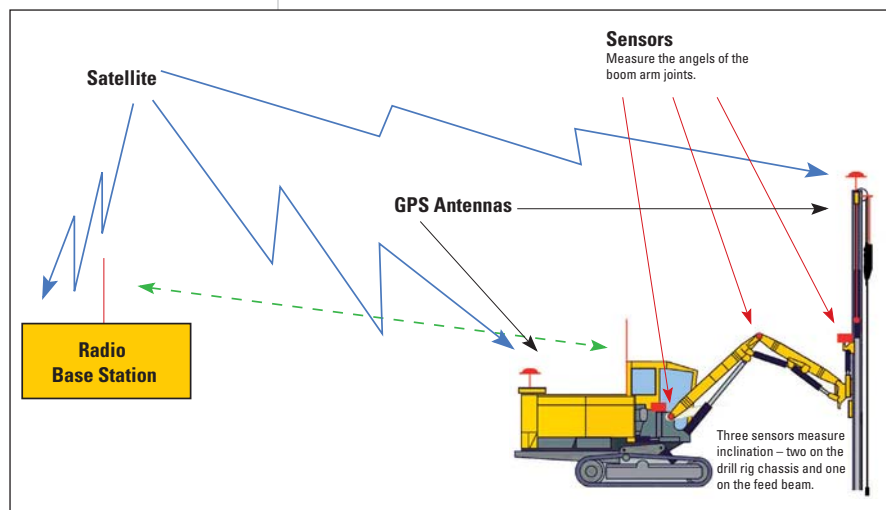 Sensors
Measure the angels of the
boom arm joints.
Satellite
GPS Antennas
Radio
Base Station
Three sensors measure
inclination – two on the
drill rig chassis and one
on the feed beam.